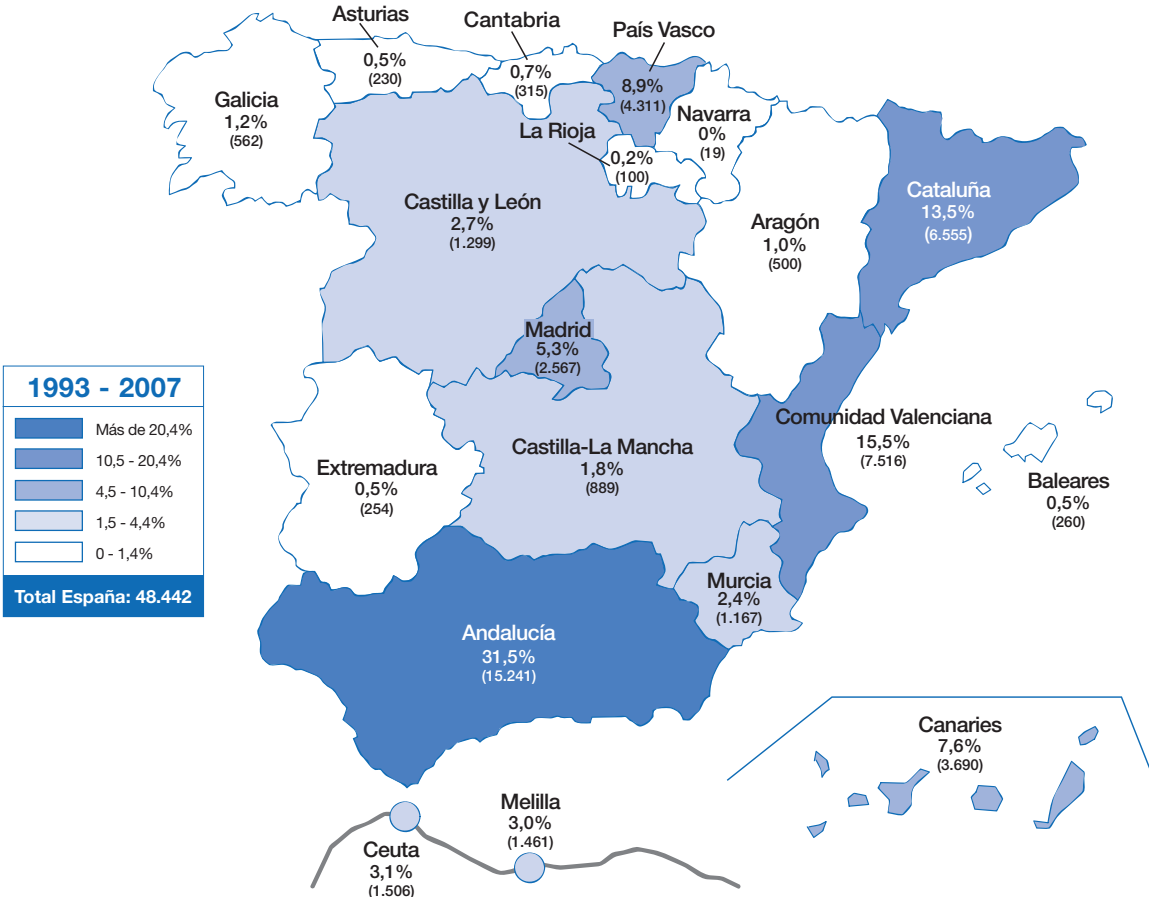 Asturias
0,5%
(230)
Cantabria
0,7%
(315)
País Vasco
8,9%
(4.311)
Galicia
1,2%
(562)
Navarra
0%
(19)
La Rioja
0,2%
(100)
Cataluña
13,5%
(6.555)
Castilla y León
2,7%
(1.299)
Aragón
1,0%
(500)
Madrid
5,3%
(2.567)
1993 - 2007
Más de 20,4%
10,5 - 20,4%
4,5 - 10,4%
1,5 - 4,4%
0 - 1,4%
Total España: 48.442
Comunidad Valenciana
15,5%
(7.516)
Castilla-La Mancha
1,8%
(889)
Extremadura
0,5%
(254)
Baleares
0,5%
(260)
Murcia
2,4%
(1.167)
Andalucía
31,5%
(15.241)
Canaries
7,6%
(3.690)
Melilla
3,0%
(1.461)
Ceuta
3,1%
(1.506)